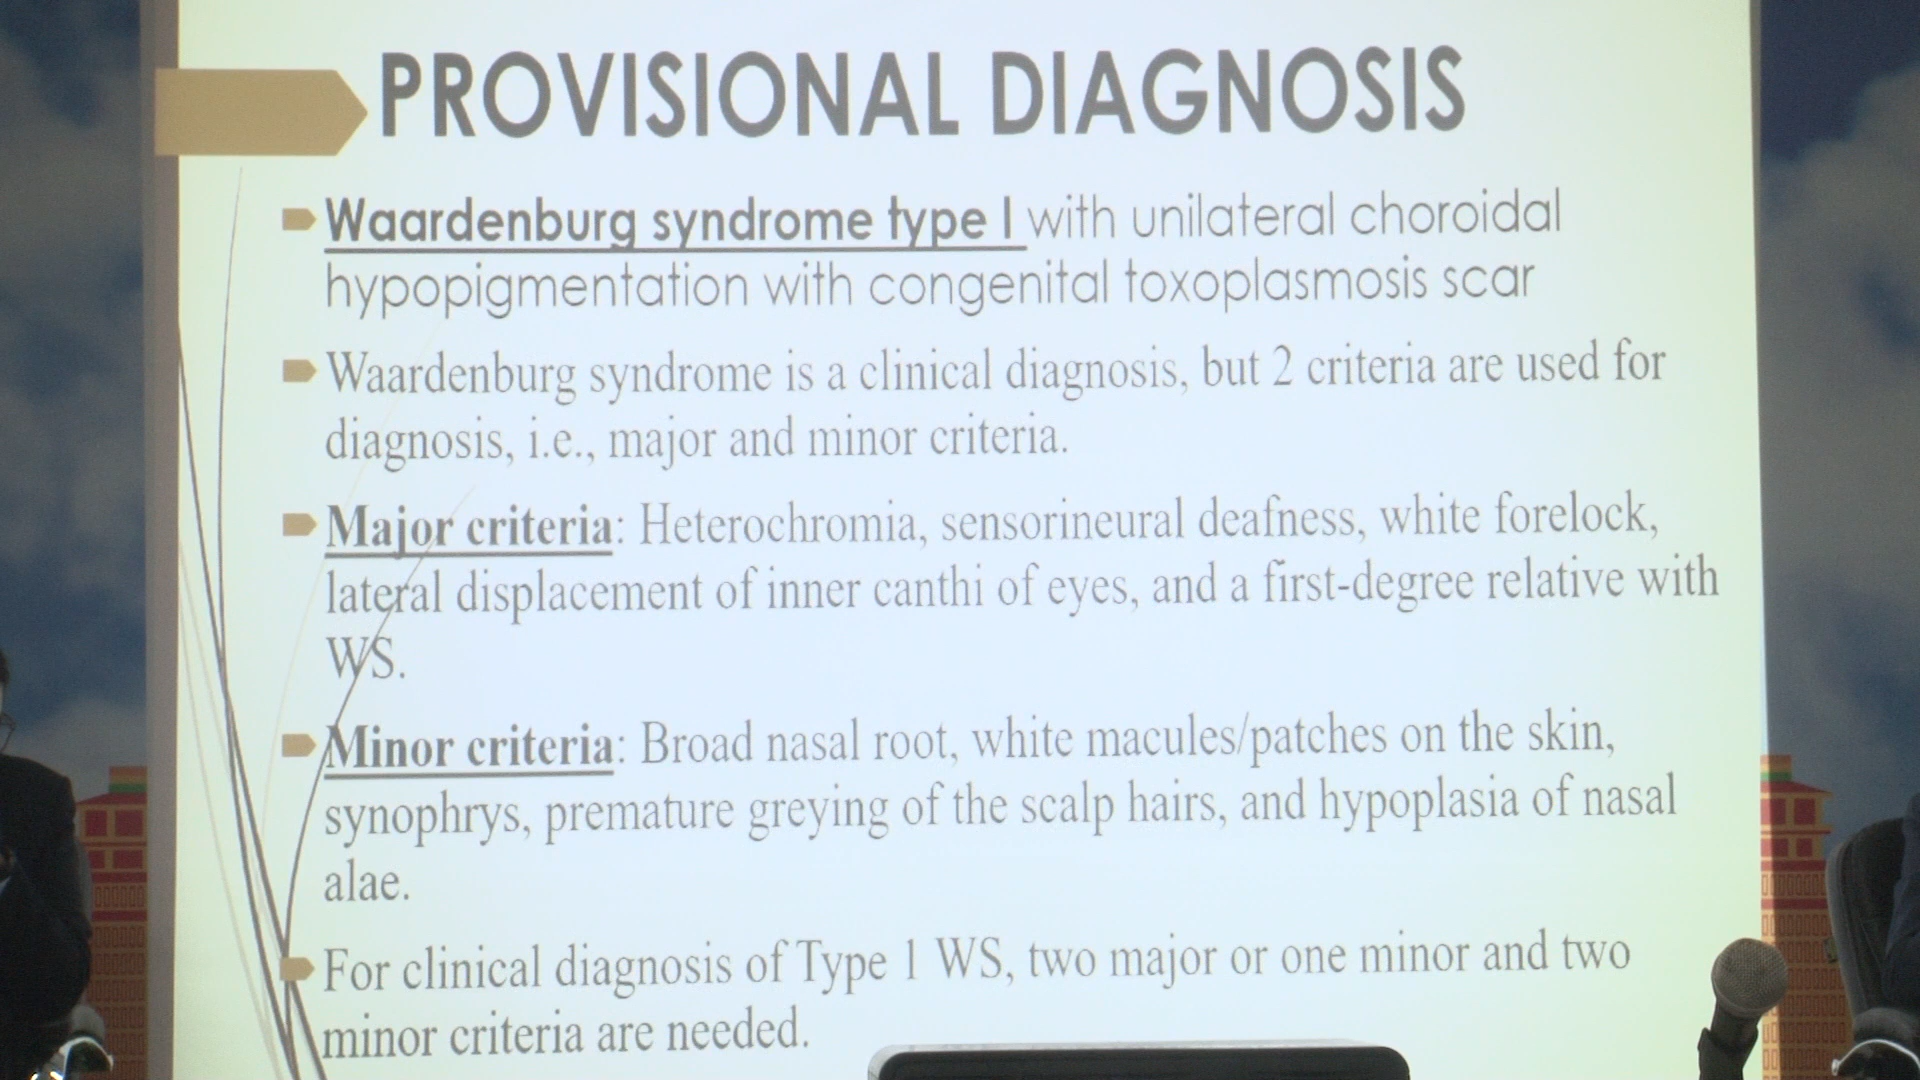 PROVISIONAL DIAGNOSIS
Waardenburg syndrome type I with unilateral choroidal
hypopigmentation with congenital toxoplasmosis scar
Waardenburg syndrome is a clinical diagnosis, but 2 criteria are used for
diagnosis, i.e., major and minor criteria.
Major criteria: Heterochromia, sensorineural deafness, white forelock,
lateral displacement of inner canthi of eyes, and a first-degree relative with
WS.
Minor criteria: Broad nasal root, white macules/patches on the skin,
synophrys, premature greying of the scalp hairs, and hypoplasia of nasal
alae.
For clinical diagnosis of Type 1 WS, two major or one minor and two
minor criteria are needed.